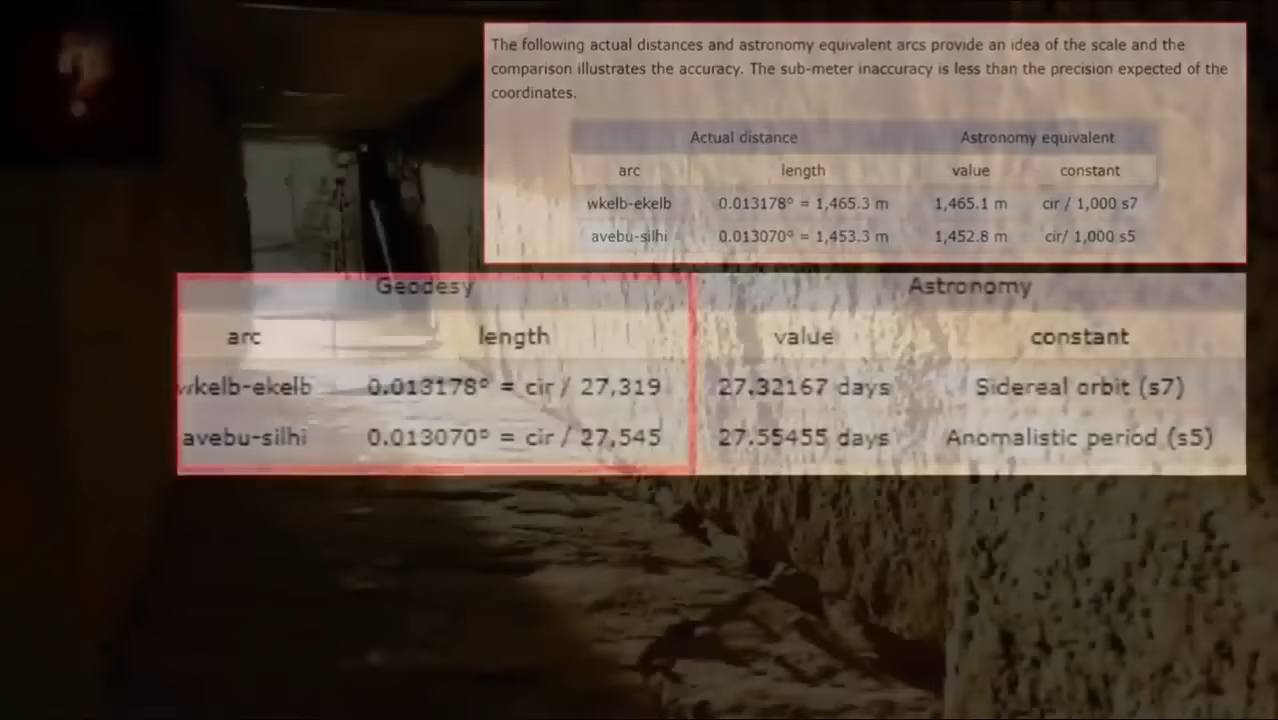 The following actual distances and astronomy equivalent arcs provide an idea of the scale and the
comparison illustrates the accuracy. The sub-meter inaccuracy is less than the precision expected of the
coordinates.
Actual distance Astronomy equivalent
arc length value constant
wkelb-ekelb 0.013178º = 1,465.3 m 1,465.1 m cir / 1,000 s7
avebu-silhi 0.013070º = 1,453.3 m 1,452.8 m cir/ 1,000 s5
Geodesy Astronomy
arc length value constant
wkelb-ekelb 0.013178º = cir / 27,319 27.32167 days Sidereal orbit (s7)
avebu-silhi 0.013070º = cir / 27,545 27.55455 days Anomalistic period (s5)